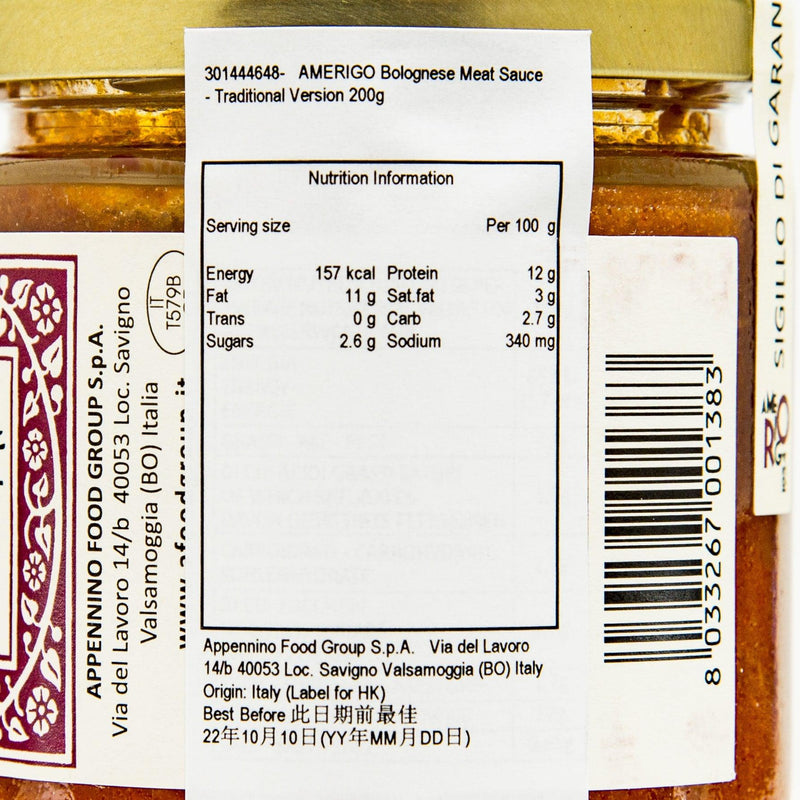 301444648- AMERIGO Bolognese Meat Sauce
- Traditional Version 200g
Nutrition Information
Serving size Per 100 g
Energy 157 kcal Protein 12 g
Fat 11 g Sat.fat 3 g
Trans 0 g Carb 2.7 g
Sugars 2.6 g Sodium 340 mg
Appennino Food Group S.p.A. Via del Lavoro
14/b 40053 Loc. Savigno Valsamoggia (BO) Italy
Origin: Italy (Label for HK)
Best Before 此日期前最佳
22年10月10日(YY年MM月DD日)
IT
T579B
APPENNINO FOOD GROUP S.p.A.
Via del Lavoro 14/b 40053 Loc. Savigno
Valsamoggia (BO) Italia
8 033267 001383
SIGILLO DI GARAN